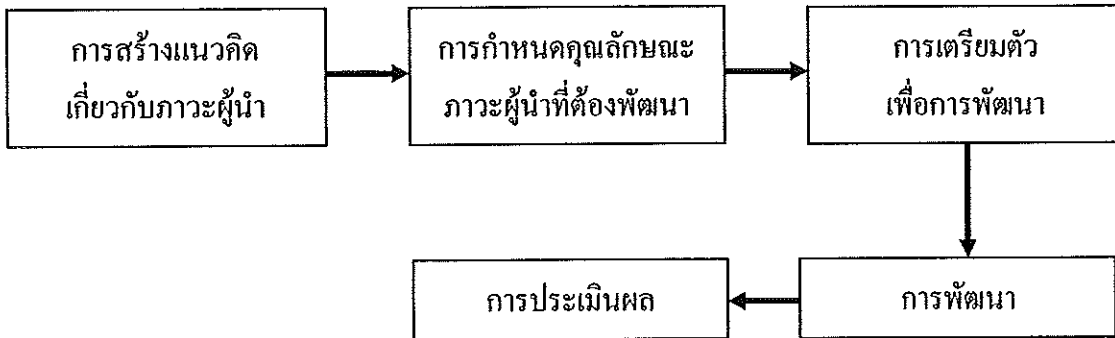 การสร้างแนวคิด
เกี่ยวกับภาวะผู้นำ
การกำหนดคุณลักษณะ
ภาวะผู้นำที่ต้องพัฒนา
การเตรียมตัว
เพื่อการพัฒนา
การพัฒนา
การประเมินผล